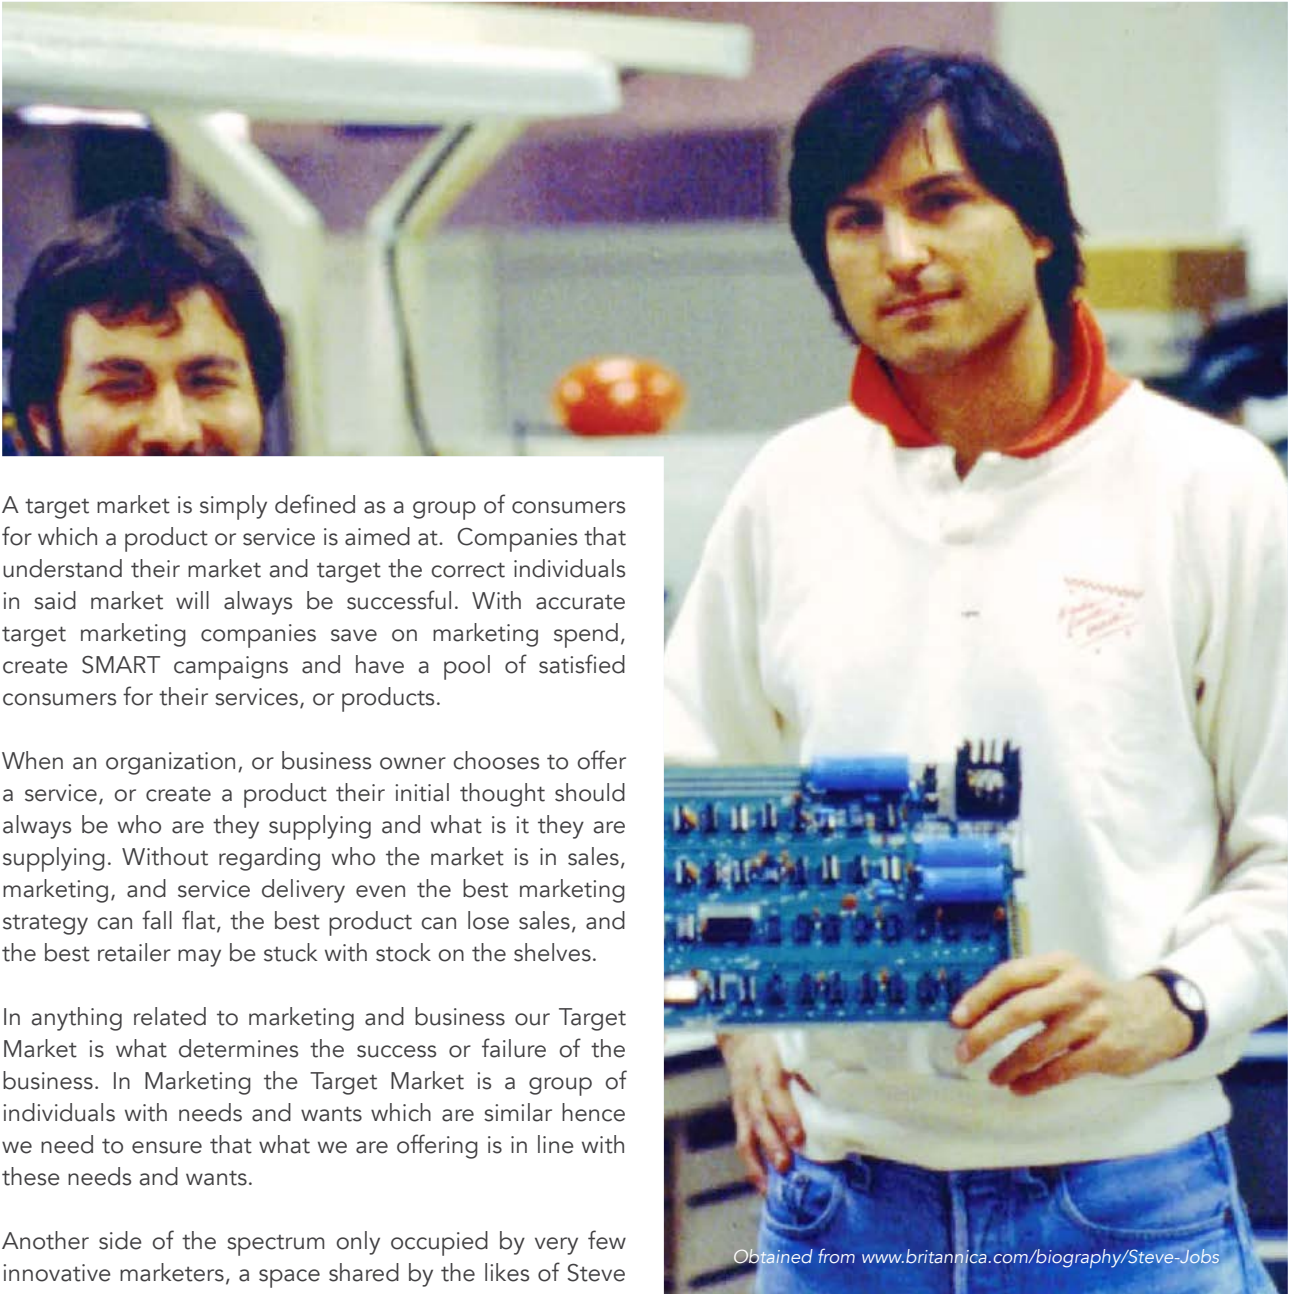 A target market is simply defined as a group of consumers
for which a product or service is aimed at.  Companies that
understand their market and target the correct individuals
in said market will always be successful. With accurate
target marketing companies save on marketing spend,
create SMART campaigns and have a pool of satisfied
consumers for their services, or products.
When an organization, or business owner chooses to offer
a service, or create a product their initial thought should
always be who are they supplying and what is it they are
supplying. Without regarding who the market is in sales,
marketing, and service delivery even the best marketing
strategy can fall flat, the best product can lose sales, and
the best retailer may be stuck with stock on the shelves.
In anything related to marketing and business our Target
Market is what determines the success or failure of the
business. In Marketing the Target Market is a group of
individuals with needs and wants which are similar hence
we need to ensure that what we are offering is in line with
these needs and wants.
Another side of the spectrum only occupied by very few
innovative marketers, a space shared by the likes of Steve
Obtained from www.britannica.com/biography/Steve-Jobs